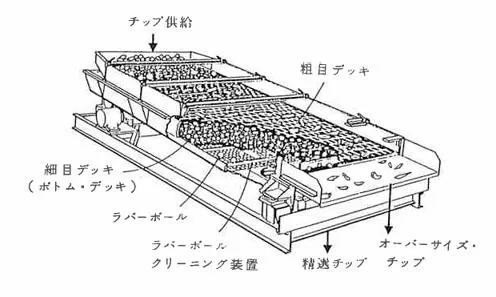 チップ供給
粗目デッキ
細目デッキ
(ボトム・デッキ)
ラバーボール
ラバーボール
クリーニング装置
精選チップ
オーバーサイズ・
チップ